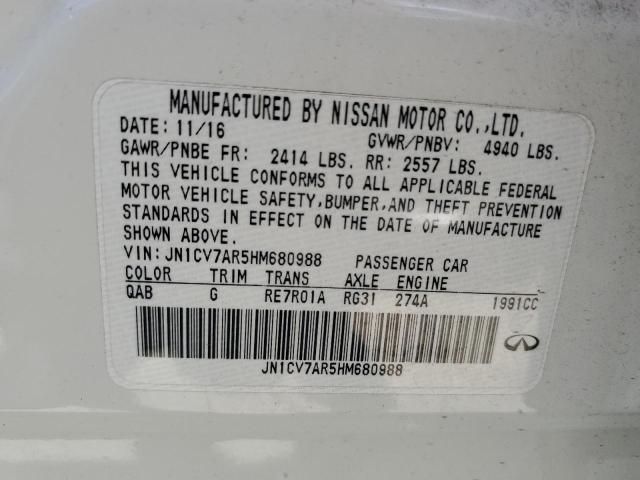 MANUFACTURED BY NISSAN MOTOR CO.,LTD.
DATE: 11/16 GVWR/PNBV: 4940 LBS.
GAWR/PNBE FR: 2414 LBS. RR: 2557 LBS.
THIS VEHICLE CONFORMS TO ALL APPLICABLE FEDERAL
MOTOR VEHICLE SAFETY,BUMPER,AND THEFT PREVENTION
STANDARDS IN EFFECT ON THE DATE OF MANUFACTURE
SHOWN ABOVE.
VIN:JN1CV7AR5HM680988 PASSENGER CAR
COLOR TRIM TRANS AXLE ENGINE
QAB G RE7R01A RG31 274A 1991CC
JN1CV7AR5HM680988